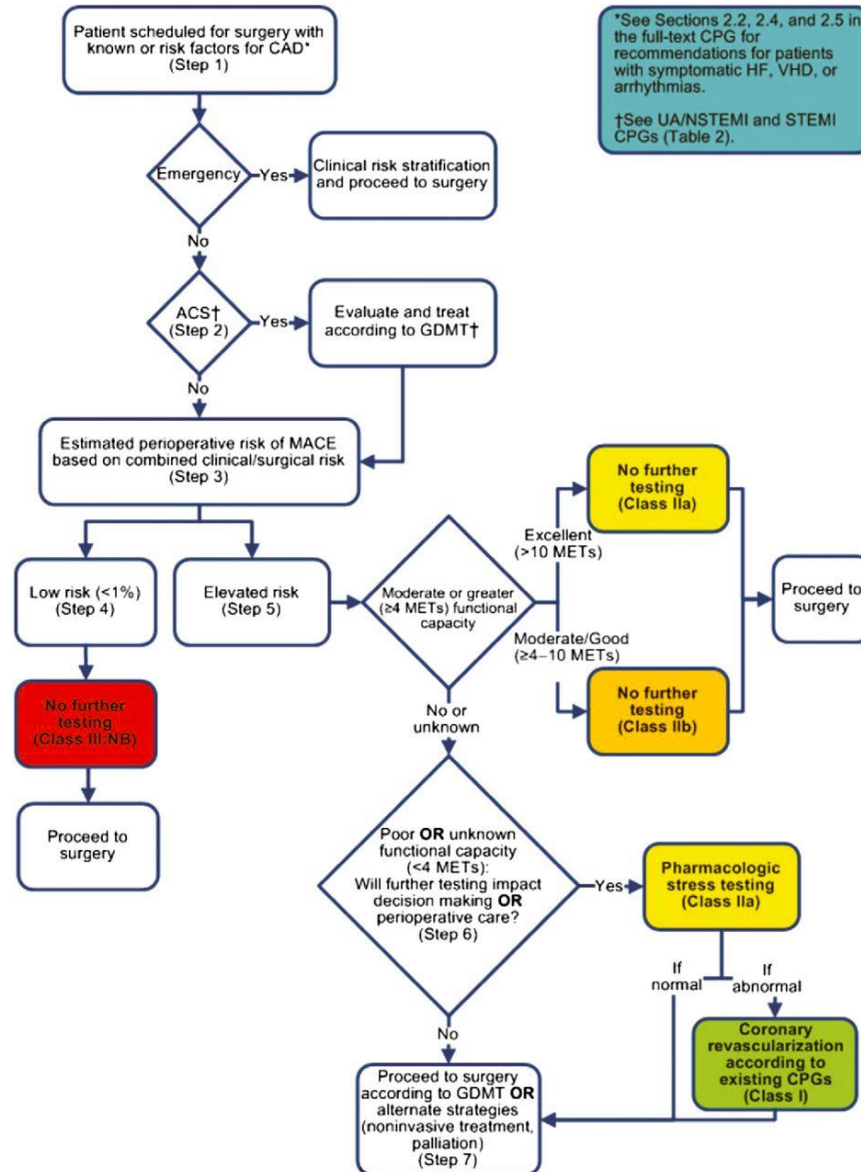 Patient scheduled for surgery with
known or risk factors for CAD*
(Step 1)
*See Sections 2.2, 2.4, and 2.5 in
the full-text CPG for
recommendations for patients
with symptomatic HF, VHD, or
arrhythmias.
†See UA/NSTEMI and STEMI
CPGs (Table 2).
Emergency
Yes
Clinical risk stratification
and proceed to surgery
No
ACS†
(Step 2)
Yes
Evaluate and treat
according to GDMT†
No
Estimated perioperative risk of MACE
based on combined clinical/surgical risk
(Step 3)
Low risk (<1%)
(Step 4)
No further
testing
(Class III:NB)
Proceed to
surgery
Elevated risk
(Step 5)
Moderate or greater
(≥4 METs) functional
capacity
Excellent
(>10 METs)
No further
testing
(Class IIa)
Moderate/Good
(≥4–10 METs)
No further
testing
(Class IIb)
Proceed to
surgery
No or
unknown
Poor OR unknown
functional capacity
(<4 METs):
Will further testing impact
decision making OR
perioperative care?
(Step 6)
Yes
Pharmacologic
stress testing
(Class IIa)
If
normal
If
abnormal
Coronary
revascularization
according to
existing CPGs
(Class I)
No
Proceed to surgery
according to GDMT OR
alternate strategies
(noninvasive treatment,
palliation)
(Step 7)